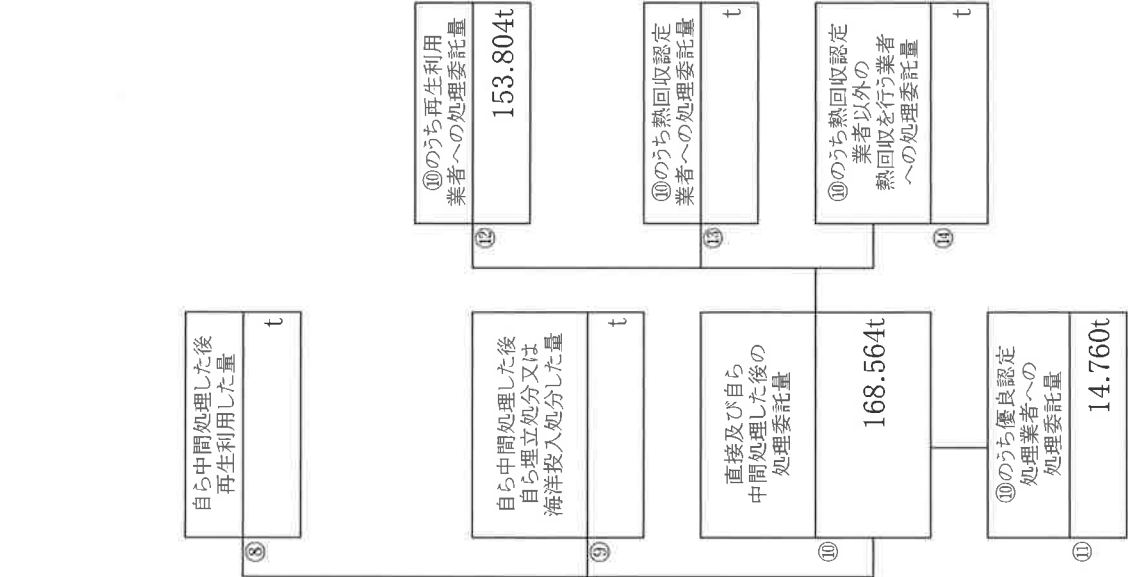 ⑧
自ら中間処理した後
再生利用した量
t
⑨
自ら中間処理した後
自ら埋立処分又は
海洋投入処分した量
t
⑩
直接及び自ら
中間処理した後の
処理委託量
168.564t
⑪
⑩のうち優良認定
処理業者への
処理委託量
14.760t
⑫
⑩のうち再生利用
業者への処理委託量
153.804t
⑬
⑩のうち熱回収認定
業者への処理委託量
t
⑭
⑩のうち熱回収認定
業者以外の
熱回収を行う業者
への処理委託量
t